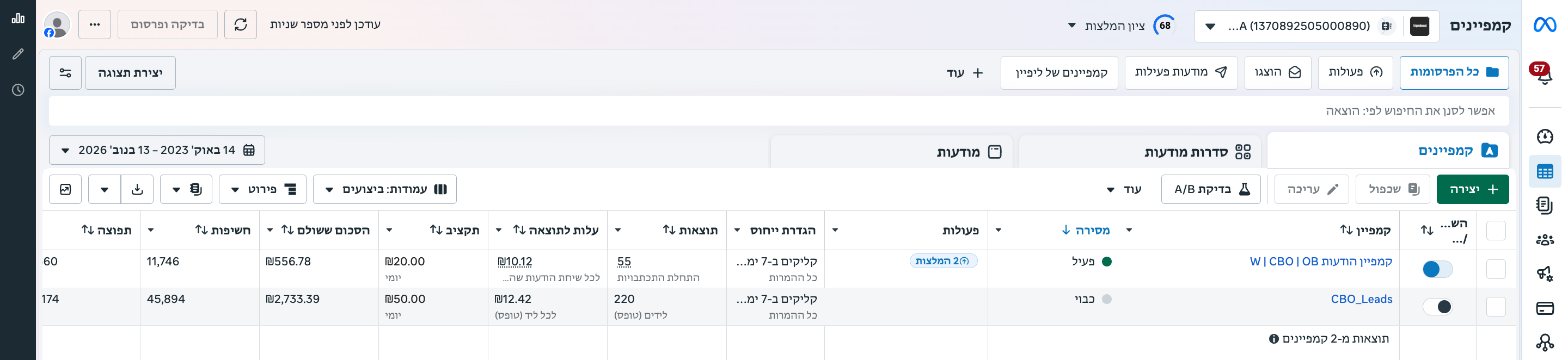 קמפיינים
A (1370892505000890)...
68
ציון המלצות
עודכן לפני מספר שניות
בדיקה ופרסום
57
כל הפרסומות
פעולות
הוצגו
מודעות פעילות
קמפיינים של ליפיין
עוד
יצירת תצוגה
אפשר לסנן את החיפוש לפי: הוצאה
קמפיינים
סדרות מודעות
מודעות
14 באוק׳ 2023 – 13 בנוב׳ 2026
יצירה
שכפול
עריכה
בדיקת A/B
עוד
עמודות: ביצועים
פירוט
הש... /...
קמפיין
מסירה
פעולות
הגדרת ייחוס
תוצאות
עלות לתוצאה
תקציב
הסכום ששולם
חשיפות
תפוצה
קמפיין הודעות W | CBO | OB
פעיל
2 המלצות
קליקים ב-7 ימ...
כל ההמרות
55
התחלת התכתבויות
₪10.12
לכל שיחת הודעות שה...
₪20.00
יומי
₪556.78
11,746
60
CBO_Leads
כבוי
קליקים ב-7 ימ...
כל ההמרות
220
לידים (טופס)
₪12.42
לכל ליד (טופס)
₪50.00
יומי
₪2,733.39
45,894
174
תוצאות מ-2 קמפיינים